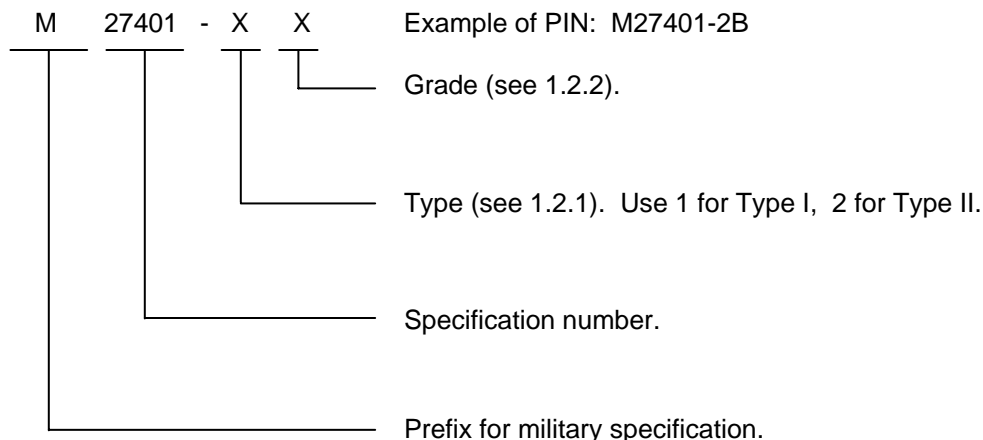 M 27401 - X X Example of PIN: M27401-2B
Grade (see 1.2.2).
Type (see 1.2.1). Use 1 for Type I, 2 for Type II.
Specification number.
Prefix for military specification.